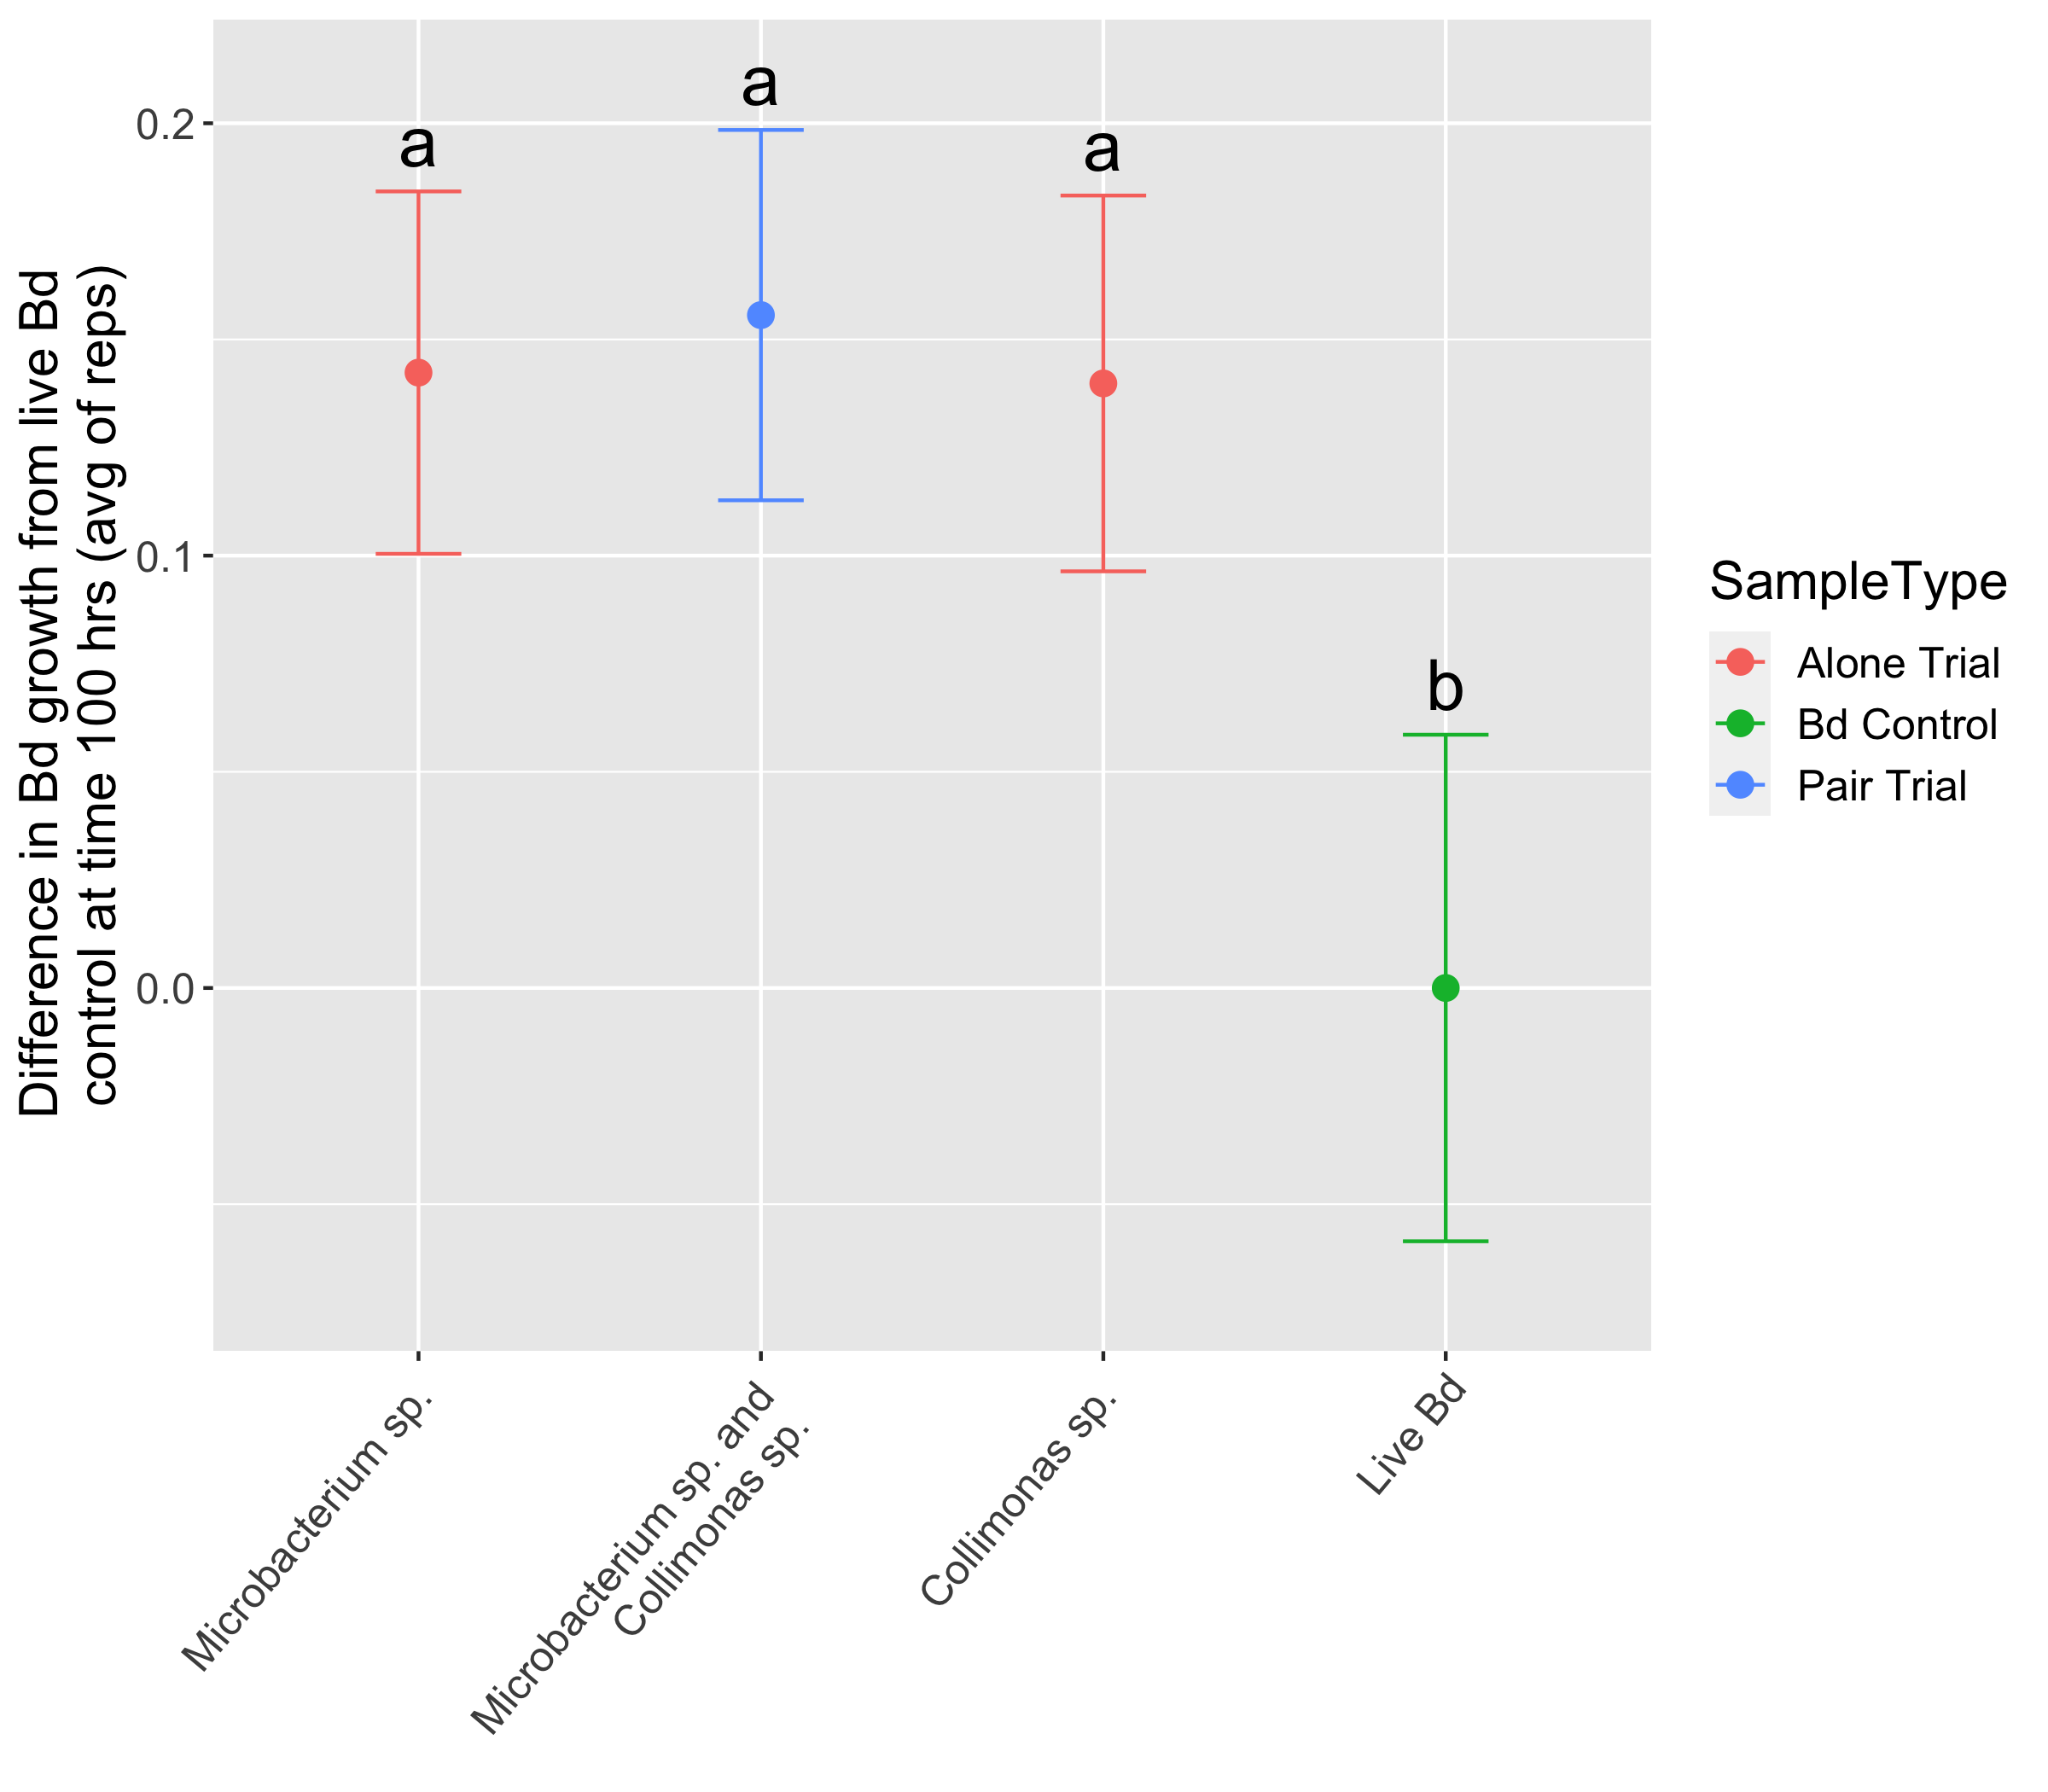 Difference in Bd growth from live Bd
control at time 100 hrs (avg of reps)
0.2
0.1
0.0
a
a
a
b
Microbacterium sp.
Microbacterium sp. and
Collimonas sp.
Collimonas sp.
Live Bd
SampleType
Alone Trial
Bd Control
Pair Trial